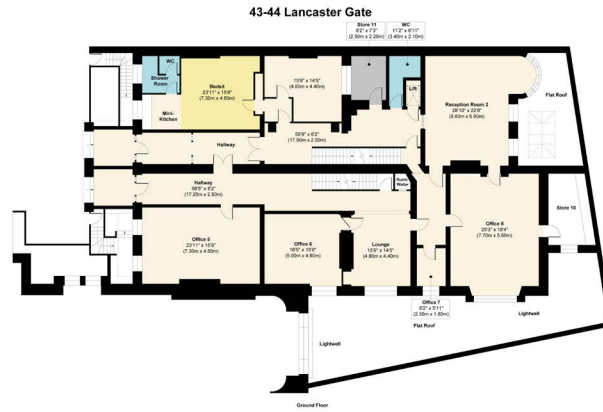 43-44 Lancaster Gate
Store 11
8'2" x 7'3"
(2.50m x 2.20m)
WC
11'2" x 6'11"
(3.40m x 2.10m)
WC
Shower
Room
Bedsit
23'11" x 15'9"
(7.30m x 4.80m)
15'9" x 14'5"
(4.80m x 4.40m)
Lift
Reception Room 2
28'10" x 22'8"
(8.80m x 6.90m)
Flat Roof
Mini-
Kitchen
Hallway
58'9" x 8'2"
(17.90m x 2.50m)
Hallway
56'5" x 8'2"
(17.20m x 2.50m)
Dumb
Waiter
Store 10
Office 5
23'11" x 15'9"
(7.30m x 4.80m)
Office 6
16'5" x 15'9"
(5.00m x 4.80m)
Lounge
15'9" x 14'5"
(4.80m x 4.40m)
Office 8
25'3" x 18'4"
(7.70m x 5.60m)
Office 7
8'2" x 5'11"
(2.50m x 1.80m)
Lightwell
Flat Roof
Lightwell
Ground Floor